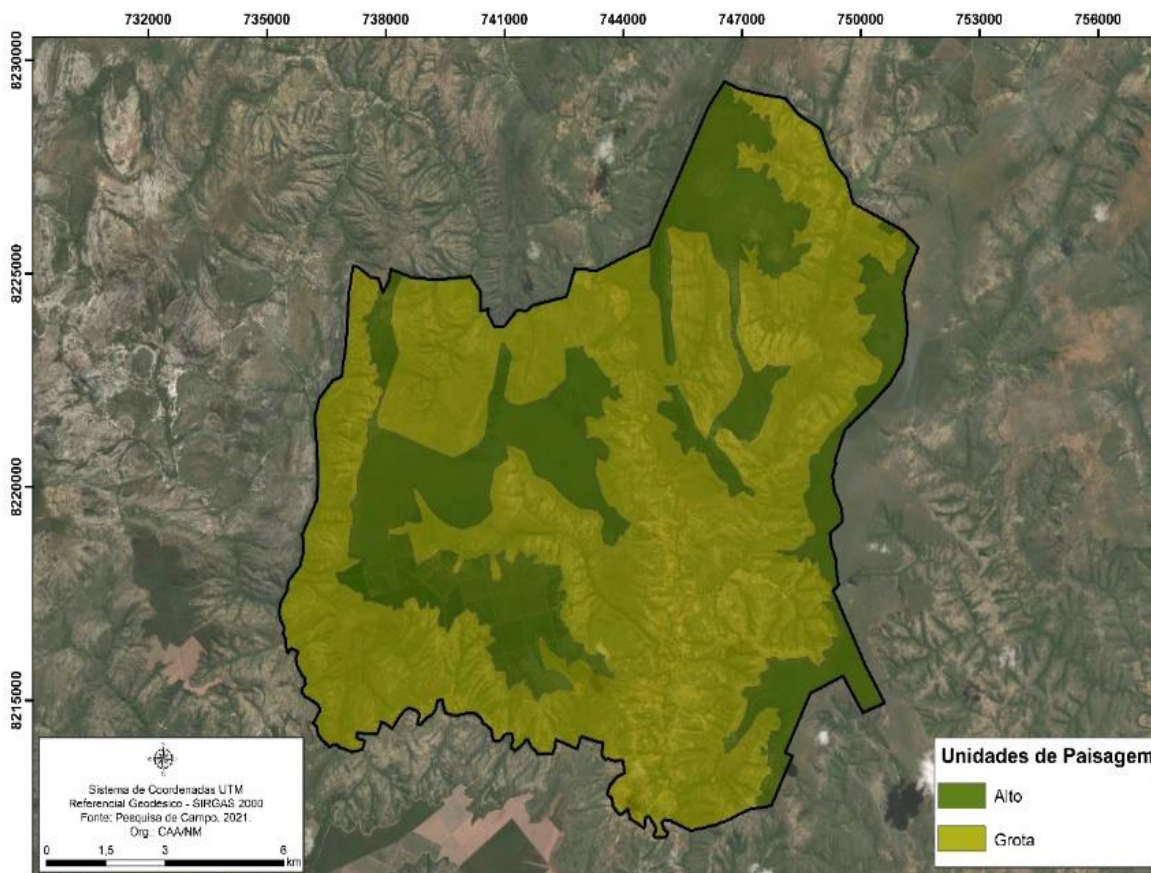 732000 735000 738000 741000 744000 747000 750000 753000 756000
8230000
8225000
8220000
8215000
Sistema de Coordenadas UTM
Referencial Geodésico - SIRGAS 2000
Fonte: Pesquisa de Campo. 2021.
Org.: CAA/NM
0 1,5 3 6
km
Unidades de Paisagem
Alto
Grota